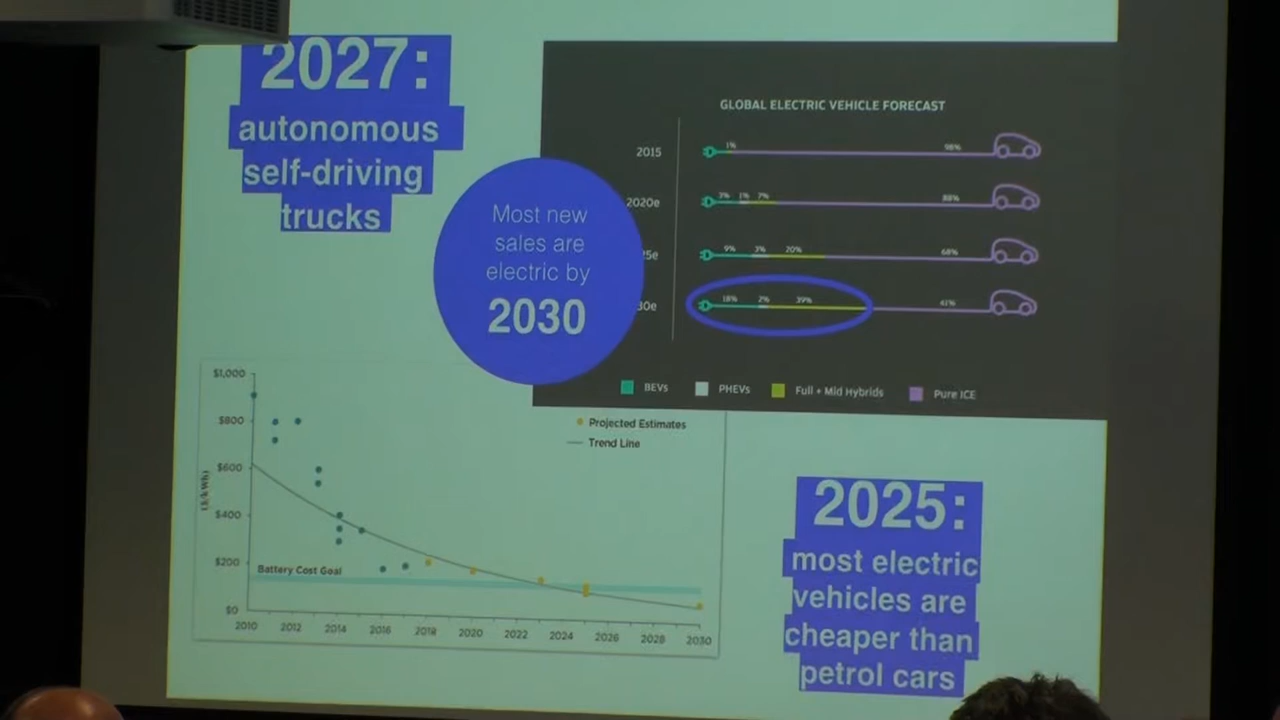 2027:
autonomous
self-driving
trucks
Most new
sales are
electric by
2030
GLOBAL ELECTRIC VEHICLE FORECAST
2015
1%
98%
2020e
3% 1% 7%
88%
5e
9% 3% 20%
68%
30e
18% 2% 39%
41%
BEVs PHEVs Full + Mid Hybrids Pure ICE
Projected Estimates
Trend Line
$1,000
$800
$600
$400
$200
$0
($/kWh)
Battery Cost Goal
2010 2012 2014 2016 2018 2020 2022 2024 2026 2028 2030
2025:
most electric
vehicles are
cheaper than
petrol cars